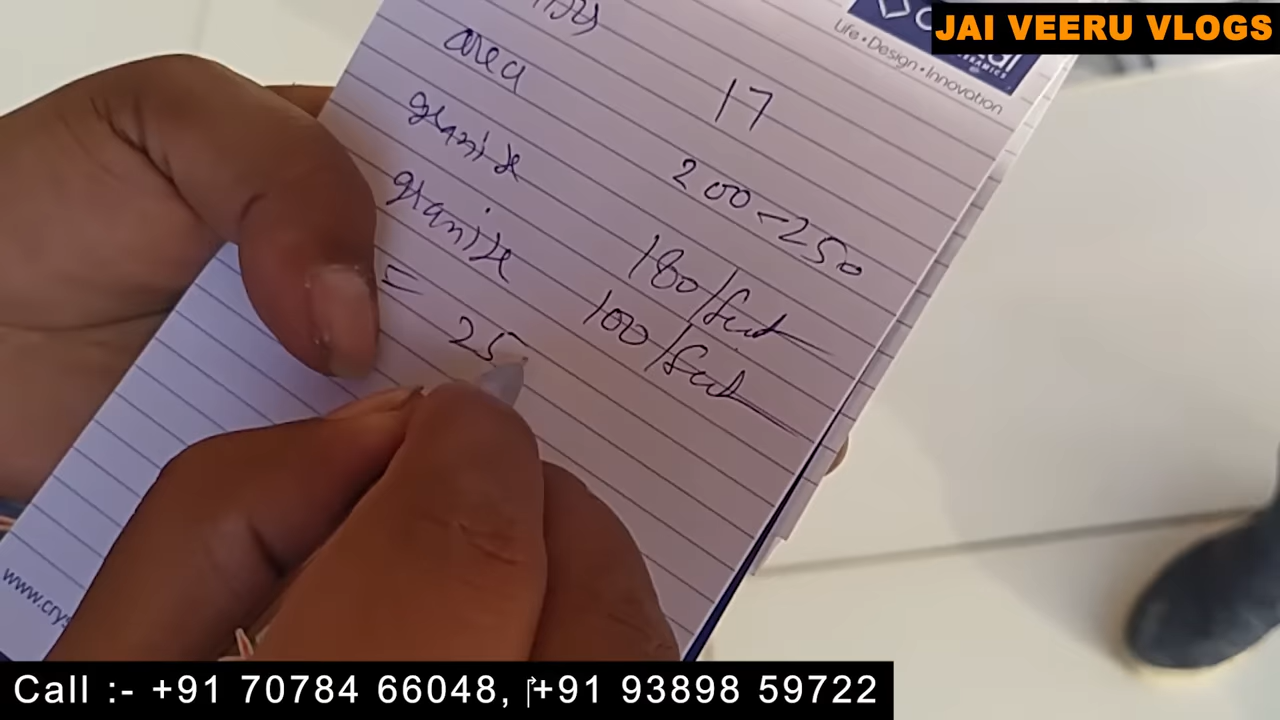 JAI VEERU VLOGS
Life • Design • Innovation
area 17
granite 200-250
granite 180/feet
100/feet
= 25
www.crys
Call :- +91 70784 66048, +91 93898 59722